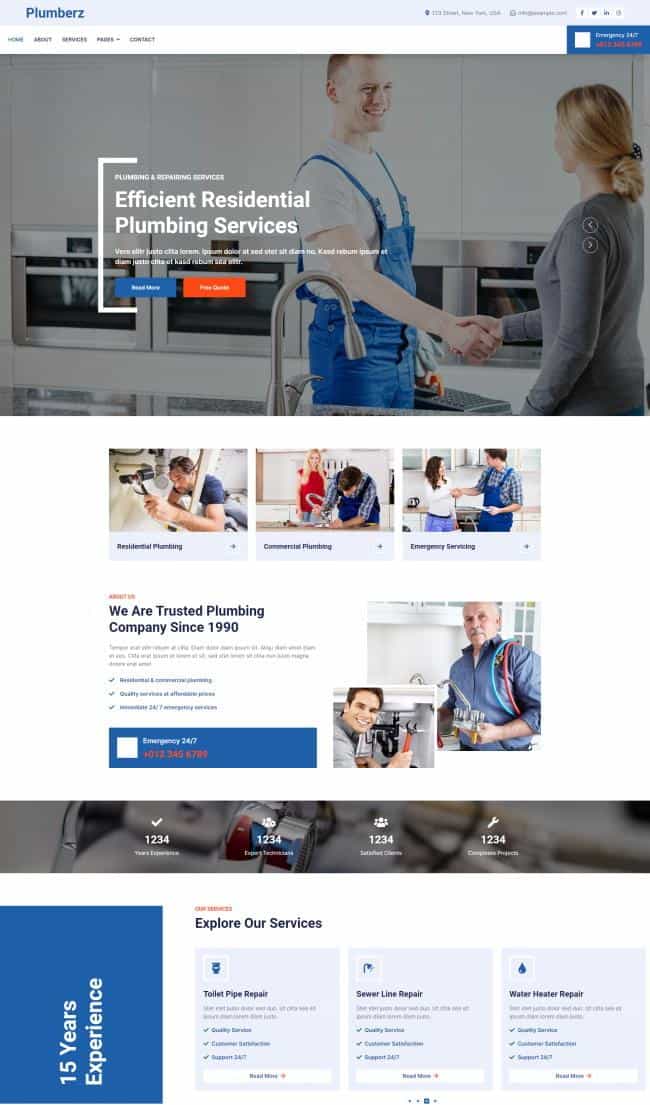 Plumberz
123 Street, New York, USA
info@example.com
HOME
ABOUT
SERVICES
PAGES
CONTACT
Emergency 24/7
+012 345 6789
PLUMBING & REPAIRING SERVICES
Efficient Residential
Plumbing Services
Vero elitr justo clita lorem. Ipsum dolor at sed stet sit diam no. Kasd rebum ipsum et
diam justo clita et kasd rebum sea elitr.
Read More
Free Quote
Residential Plumbing
Commercial Plumbing
Emergency Servicing
ABOUT US
We Are Trusted Plumbing
Company Since 1990
Tempor erat elitr rebum at clita. Diam dolor diam ipsum sit. Aliqu diam amet diam
et eos. Clita erat ipsum et lorem et sit, sed stet lorem sit clita duo justo magna
dolore erat amet
Residential & commercial plumbing
Quality services at affordable prices
Immediate 24/ 7 emergency services
Emergency 24/7
+012 345 6789
1234
Years Experience
1234
Expert Technicians
1234
Satisfied Clients
1234
Compleate Projects
15 Years
Experience
OUR SERVICES
Explore Our Services
Toilet Pipe Repair
Stet stet justo dolor sed duo. Ut clita sea sit
ipsum diam lorem diam justo.
Quality Service
Customer Satisfaction
Support 24/7
Read More
Sewer Line Repair
Stet stet justo dolor sed duo. Ut clita sea sit
ipsum diam lorem diam justo.
Quality Service
Customer Satisfaction
Support 24/7
Read More
Water Heater Repair
Stet stet justo dolor sed duo. Ut clita sea sit
ipsum diam lorem diam justo.
Quality Service
Customer Satisfaction
Support 24/7
Read More